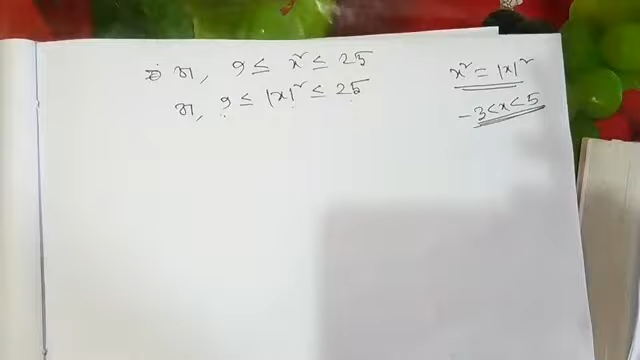 বা, 9 ≤ x² ≤ 25
বা, 9 ≤ |x|² ≤ 25
x² = |x|²
-3<x<5